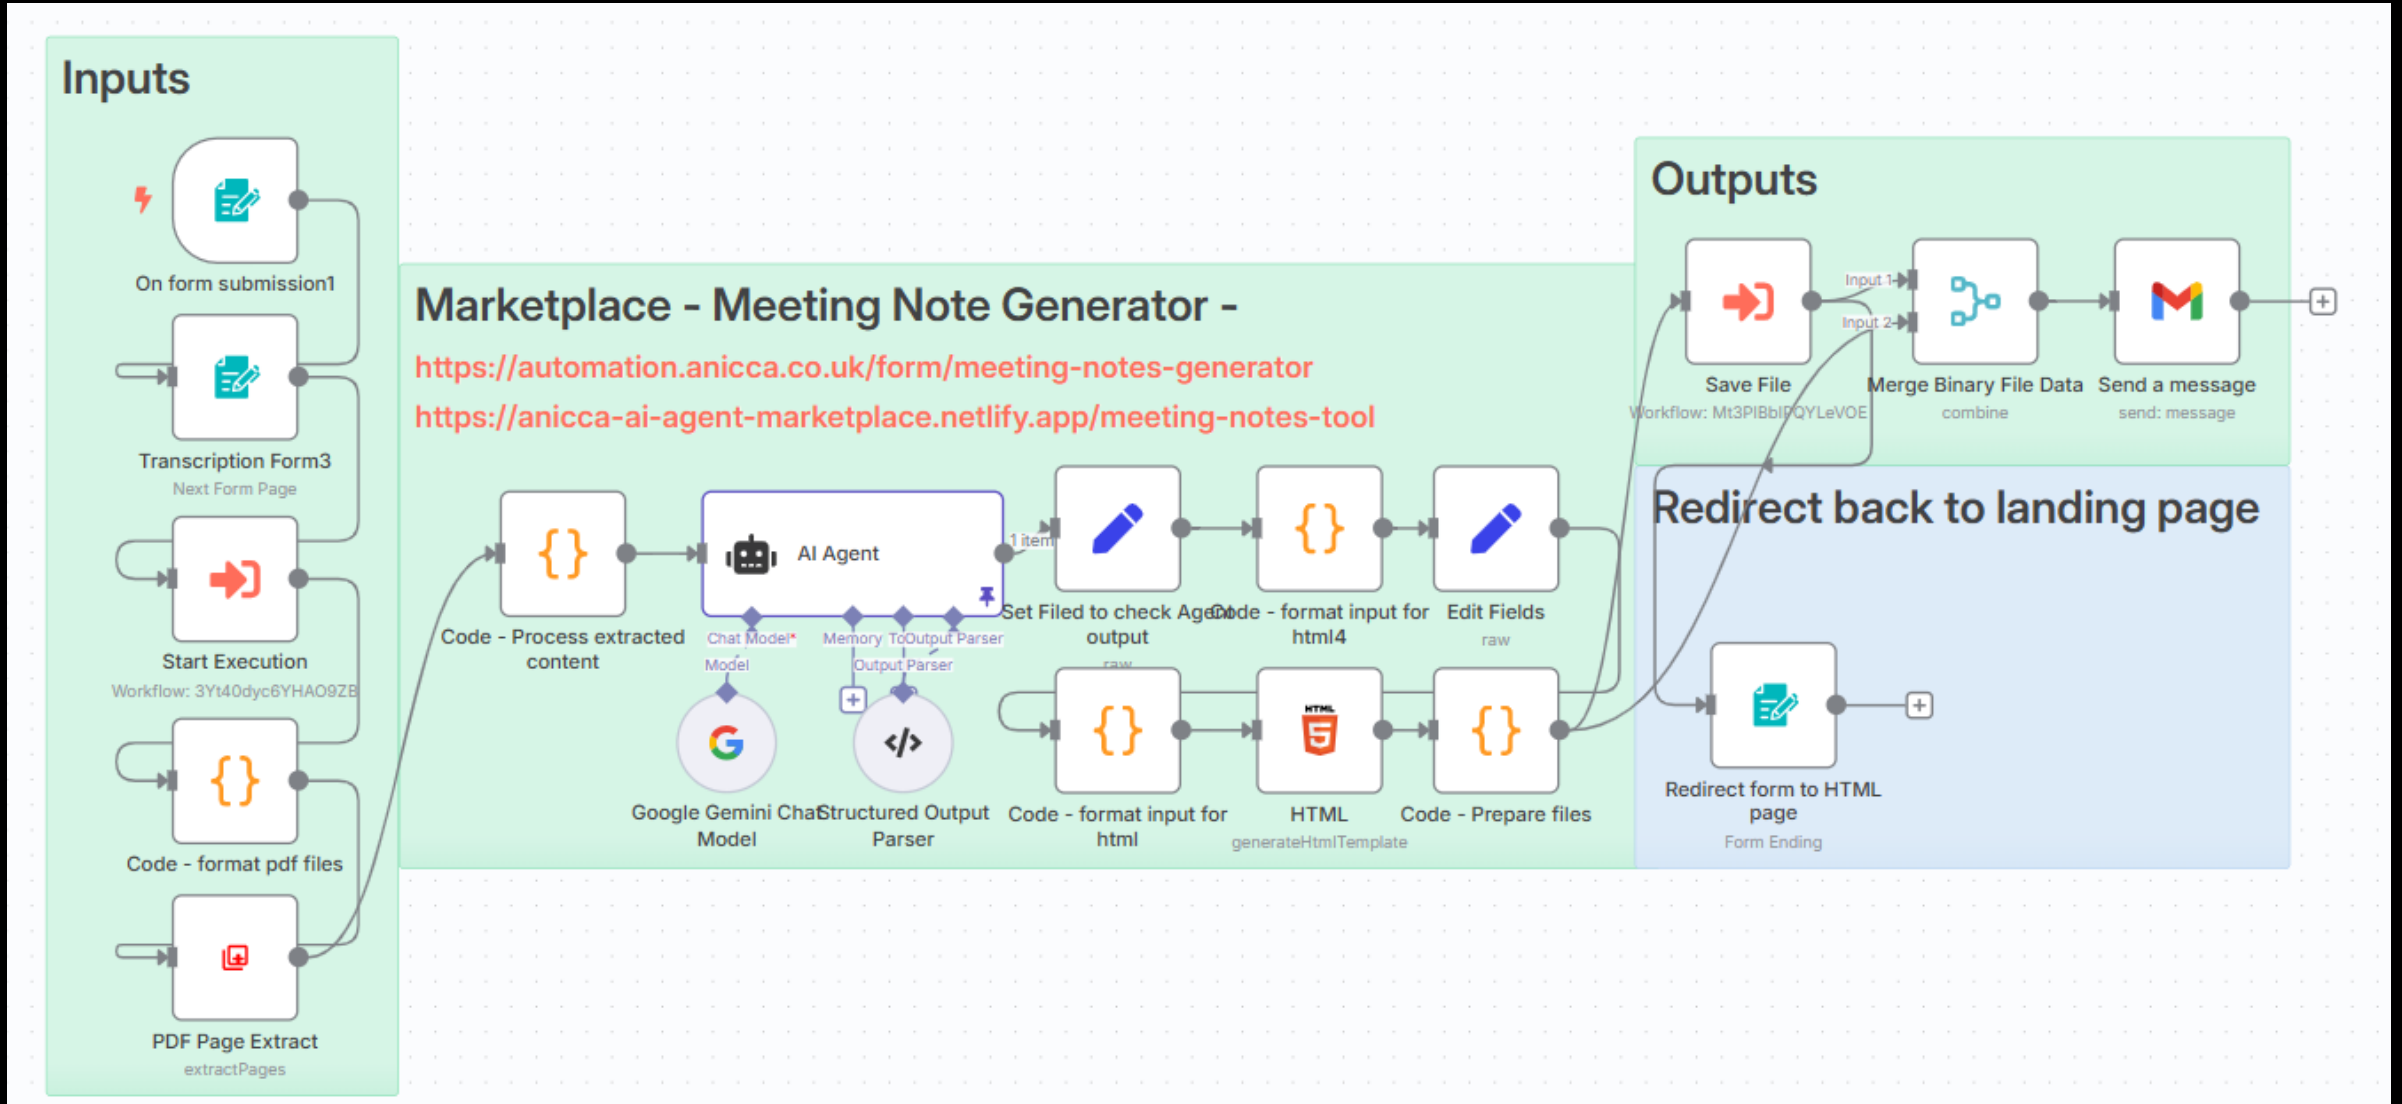 Inputs
On form submission1
Transcription Form3
Next Form Page
Start Execution
Workflow: 3Yt40dyc6YHAO9ZB
{}
Code - format pdf files
PDF Page Extract
extractPages
Marketplace - Meeting Note Generator -
https://automation.anicca.co.uk/form/meeting-notes-generator
https://anicca-ai-agent-marketplace.netlify.app/meeting-notes-tool
{}
Code - Process extracted
content
AI Agent
1 item
Chat Model*
Memory
To
Output Parser
Model
Output Parser
G
</>
Google Gemini Chat
Model
Structured Output
Parser
Set Filed to check Agent
output
raw
{}
Code - format input for
html4
Edit Fields
raw
{}
Code - format input for
html
HTML
5
HTML
generateHtmlTemplate
{}
Code - Prepare files
Outputs
Save File
Input 1
Input 2
Merge Binary File Data
combine
Send a message
send: message
Redirect back to landing page
Redirect form to HTML
page
Form Ending